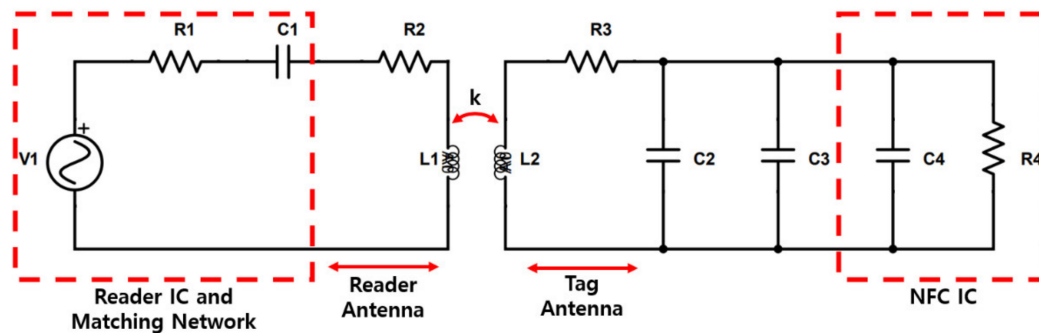 R1
C1
R2
R3
k
V1
+
L1
L2
C2
C3
C4
R4
Reader IC and
Matching Network
Reader
Antenna
Tag
Antenna
NFC IC